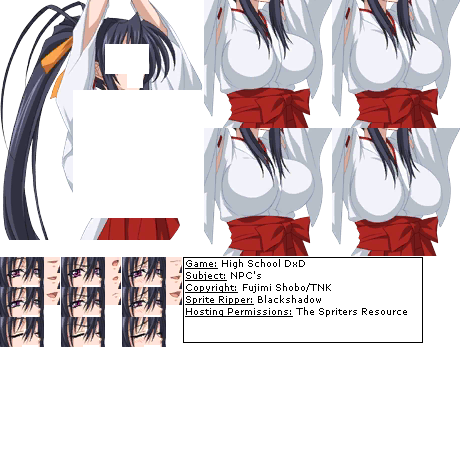 Game: High School DxD
Subject: NPC's
Copyright: Fujimi Shobo/TNK
Sprite Ripper: Blackshadow
Hosting Permissions: The Spriters Resource